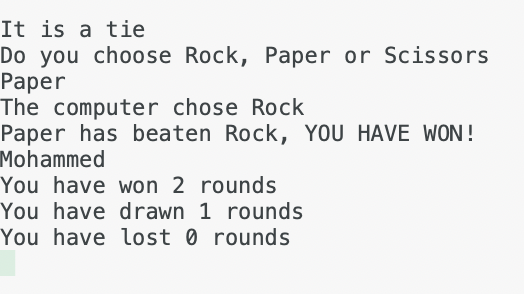 It is a tie
Do you choose Rock, Paper or Scissors
Paper
The computer chose Rock
Paper has beaten Rock, YOU HAVE WON!
Mohammed
You have won 2 rounds
You have drawn 1 rounds
You have lost 0 rounds